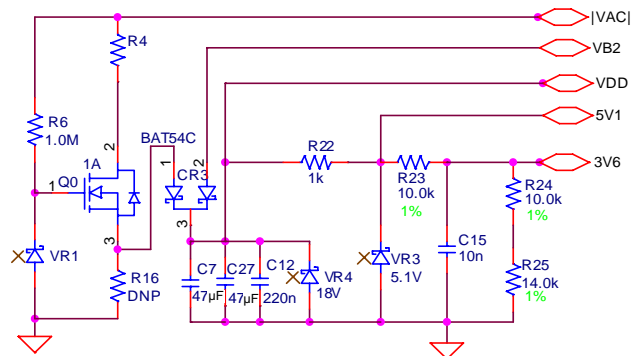 |VAC|
R4
VB2
VDD
R6
1.0M
BAT54C
5V1
2
R22
1
2
1A
CR3
3V6
1
Q0
1k
R23
10.0k
R24
10.0k
1%
1%
3
3
VR1
C7
C27
C12
VR4
VR3
5.1V
C15
10n
R16
DNP
R25
14.0k
18V
47µF
47µF
220n
1%